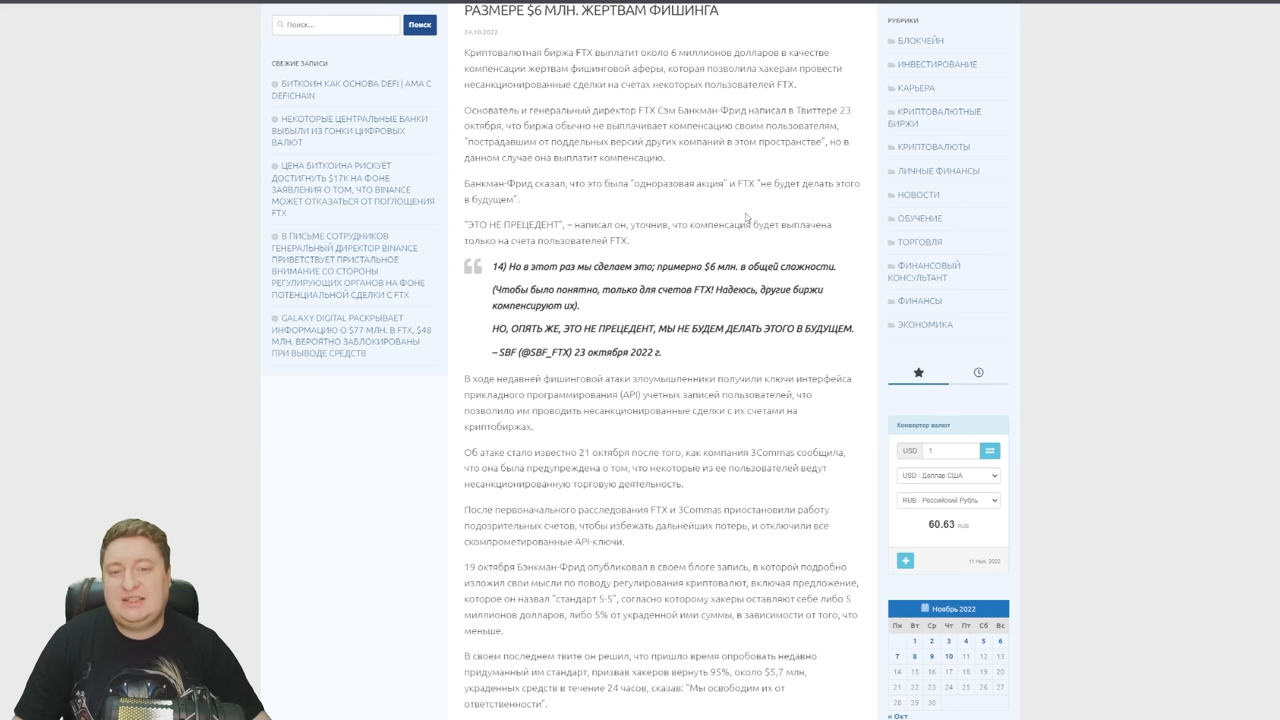 РАЗМЕРЕ $6 МЛН. ЖЕРТВАМ ФИШИНГА
24.10.2022
Криптовалютная биржа FTX выплатит около 6 миллионов долларов в качестве
компенсации жертвам фишинговой аферы, которая позволила хакерам провести
несанкционированные сделки на счетах некоторых пользователей FTX.
Основатель и генеральный директор FTX Сэм Банкман-Фрид написал в Твиттере 23
октября, что биржа обычно не выплачивает компенсацию своим пользователям,
"пострадавшим от поддельных версий других компаний в этом пространстве", но в
данном случае она выплатит компенсацию.
Банкман-Фрид сказал, что это была "одноразовая акция" и FTX "не будет делать этого
в будущем".
"ЭТО НЕ ПРЕЦЕДЕНТ", – написал он, уточнив, что компенсация будет выплачена
только на счета пользователей FTX.
14) Но в этот раз мы сделаем это; примерно $6 млн. в общей сложности.
(Чтобы было понятно, только для счетов FTX! Надеюсь, другие биржи
компенсируют их).
НО, ОПЯТЬ ЖЕ, ЭТО НЕ ПРЕЦЕДЕНТ, МЫ НЕ БУДЕМ ДЕЛАТЬ ЭТОГО В БУДУЩЕМ.
– SBF (@SBF_FTX) 23 октября 2022 г.
В ходе недавней фишинговой атаки злоумышленники получили ключи интерфейса
прикладного программирования (API) учетных записей пользователей, что
позволило им проводить несанкционированные сделки с их счетами на
криптобиржах.
Об атаке стало известно 21 октября после того, как компания 3Commas сообщила,
что она была предупреждена о том, что некоторые из ее пользователей ведут
несанкционированную торговую деятельность.
После первоначального расследования FTX и 3Commas приостановили работу
подозрительных счетов, чтобы избежать дальнейших потерь, и отключили все
скомпрометированные API-ключи.
19 октября Бэнкман-Фрид опубликовал в своем блоге запись, в которой подробно
изложил свои мысли по поводу регулирования криптовалют, включая предложение,
которое он назвал "стандарт 5-5", согласно которому хакеры оставляют себе либо 5
миллионов долларов, либо 5% от украденной ими суммы, в зависимости от того, что
меньше.
В своем последнем твите он решил, что пришло время опробовать недавно
придуманный им стандарт, призвав хакеров вернуть 95%, около $5,7 млн,
украденных средств в течение 24 часов, сказав: "Мы освободим их от
ответственности".
Поиск...
Поиск
СВЕЖИЕ ЗАПИСИ
БИТКОИН КАК ОСНОВА DEFI | AMA С
DEFICHAIN
НЕКОТОРЫЕ ЦЕНТРАЛЬНЫЕ БАНКИ
ВЫБЫЛИ ИЗ ГОНКИ ЦИФРОВЫХ
ВАЛЮТ
ЦЕНА БИТКОИНА РИСКУЕТ
ДОСТИГНУТЬ $17К НА ФОНЕ
ЗАЯВЛЕНИЯ О ТОМ, ЧТО BINANCE
МОЖЕТ ОТКАЗАТЬСЯ ОТ ПОГЛОЩЕНИЯ
FTX
В ПИСЬМЕ СОТРУДНИКОВ
ГЕНЕРАЛЬНЫЙ ДИРЕКТОР BINANCE
ПРИВЕТСТВУЕТ ПРИСТАЛЬНОЕ
ВНИМАНИЕ СО СТОРОНЫ
РЕГУЛИРУЮЩИХ ОРГАНОВ НА ФОНЕ
ПОТЕНЦИАЛЬНОЙ СДЕЛКИ С FTX
GALAXY DIGITAL РАСКРЫВАЕТ
ИНФОРМАЦИЮ О $77 МЛН. В FTX, $48
МЛН. ВЕРОЯТНО ЗАБЛОКИРОВАНЫ
ПРИ ВЫВОДЕ СРЕДСТВ
РУБРИКИ
БЛОКЧЕЙН
ИНВЕСТИРОВАНИЕ
КАРЬЕРА
КРИПТОВАЛЮТНЫЕ
БИРЖИ
КРИПТОВАЛЮТЫ
ЛИЧНЫЕ ФИНАНСЫ
НОВОСТИ
ОБУЧЕНИЕ
ТОРГОВЛЯ
ФИНАНСОВЫЙ
КОНСУЛЬТАНТ
ФИНАНСЫ
ЭКОНОМИКА
Конвертер валют
USD 1
USD - Доллар США
RUB - Российский Рубль
60.63 RUB
11 Ноя, 2022
Ноябрь 2022
Пн Вт Ср Чт Пт Сб Вс
1 2 3 4 5 6
7 8 9 10 11 12 13
14 15 16 17 18 19 20
21 22 23 24 25 26 27
28 29 30
« Окт